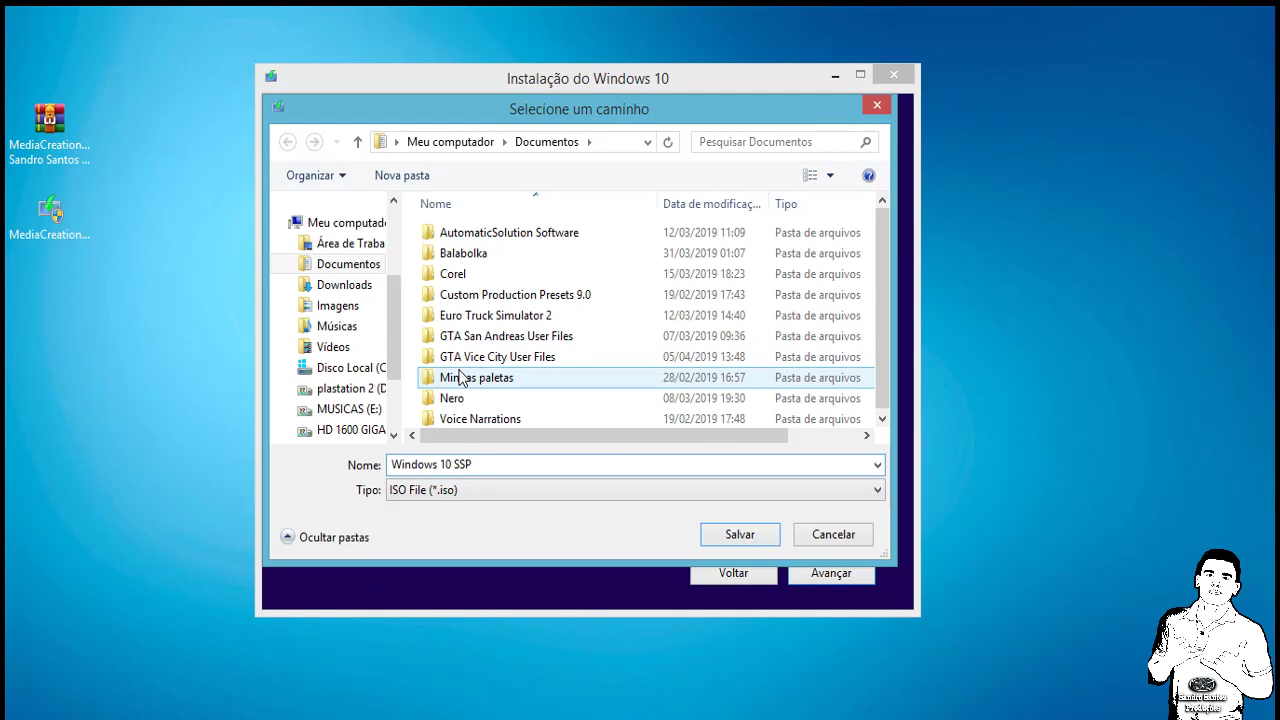 MediaCreation...
Sandro Santos ...
MediaCreation...
Instalação do Windows 10
Selecione um caminho
Meu computador
Documentos
Pesquisar Documentos
Organizar
Nova pasta
Meu computado
Área de Traba
Documentos
Downloads
Imagens
Músicas
Vídeos
Disco Local (C
plastation 2 (D
MUSICAS (E:)
HD 1600 GIGA
Nome
Data de modificaç...
Tipo
AutomaticSolution Software 12/03/2019 11:09 Pasta de arquivos
Balabolka 31/03/2019 01:07 Pasta de arquivos
Corel 15/03/2019 18:23 Pasta de arquivos
Custom Production Presets 9.0 19/02/2019 17:43 Pasta de arquivos
Euro Truck Simulator 2 12/03/2019 14:40 Pasta de arquivos
GTA San Andreas User Files 07/03/2019 09:36 Pasta de arquivos
GTA Vice City User Files 05/04/2019 13:48 Pasta de arquivos
Minhas paletas 28/02/2019 16:57 Pasta de arquivos
Nero 08/03/2019 19:30 Pasta de arquivos
Voice Narrations 19/02/2019 17:48 Pasta de arquivos
Nome: Windows 10 SSP
Tipo: ISO File (*.iso)
Ocultar pastas
Salvar
Cancelar
Voltar
Avançar
Sandro Santos
Produções